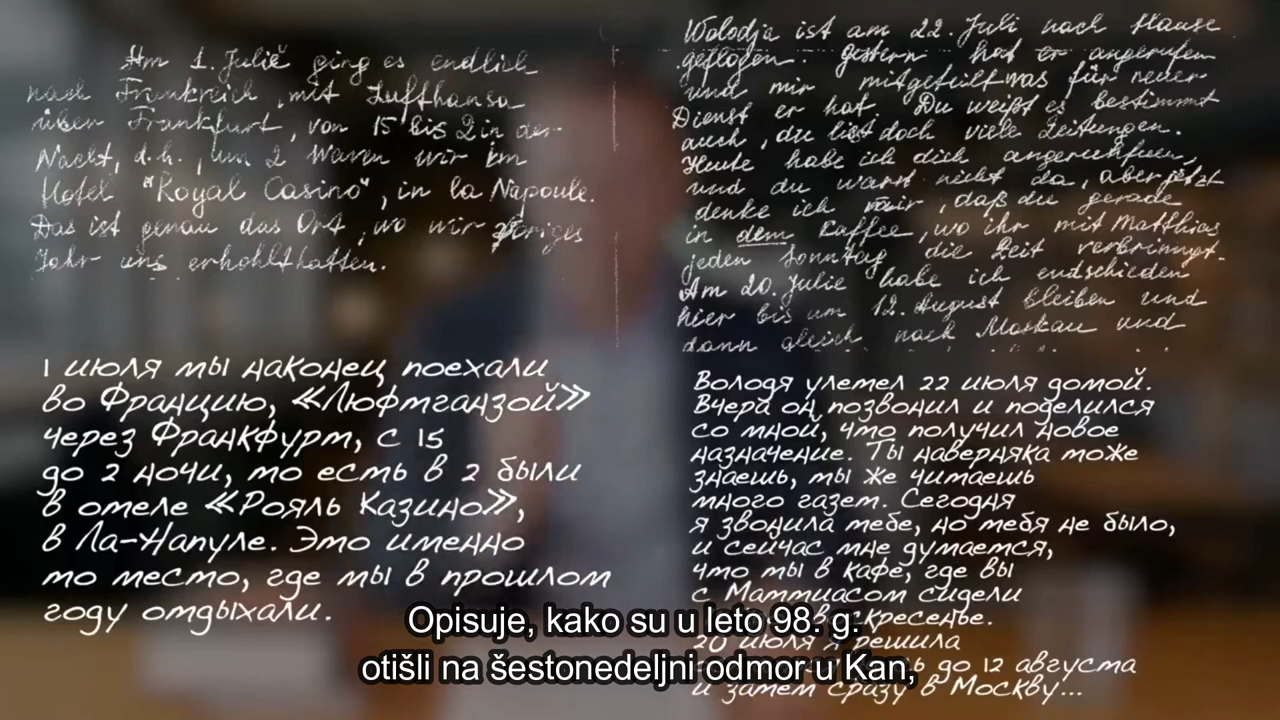 Am 1. Julie ging es endlich
nach Frankreich, mit Lufthansa
über Frankfurt, von 15 bis 2 in der
Nacht, d.h., um 2 waren wir im
Hotel "Royal Casino", in la Napoule.
Das ist genau das Ort, wo wir
Jahr uns erhohlt hatten.
1 июля мы наконец поехали
во Францию, «Люфтганзой»
через Франкфурт, с 15
до 2 ночи, то есть в 2 были
в отеле «Рояль Казино»,
в Ла-Напуле. Это именно
то место, где мы в прошлом
году отдыхали.
Wolodja ist am 22. Juli nach Hause
geflogen. Gestern hat er angerufen
und mir mitgeteilt was für neuer
Dienst er hat. Du weißt es bestimmt
auch, du liest doch viele Zeitungen.
Heute habe ich dich angerufen,
und du warst nicht da, aber jetzt
denke ich mir, daß du gerade
in dem Kaffee, wo ihr mit Matthias
jeden Sonntag die Zeit verbringt.
Am 20. Julie habe ich endschieden
hier bis um 12. August bleiben und
dann gleich nach Moskau und
Володя улетел 22 июля домой.
Вчера он позвонил и поделился
со мной, что получил новое
назначение. Ты наверняка тоже
знаешь, ты же читаешь
много газет. Сегодня
я звонила тебе, но тебя не было,
и сейчас мне думается,
что ты в кафе, где вы
с Маттиасом сидели
20 июля я решила
до 12 августа
и затем сразу в Москву...
Opisuje, kako su u leto 98. g.
otišli na šestonedeljni odmor u Kan,